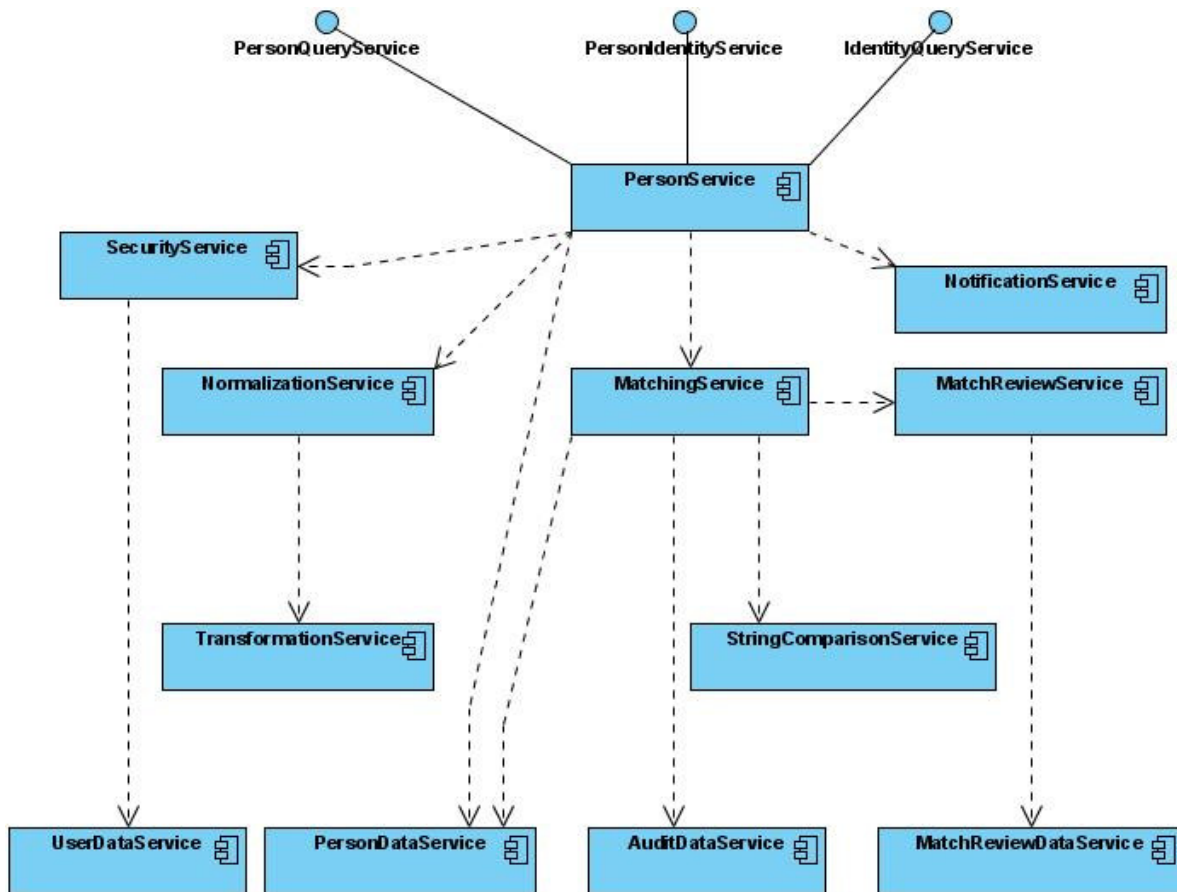 PersonQueryService
PersonIdentityService
IdentityQueryService
PersonService
SecurityService
NotificationService
NormalizationService
MatchingService
MatchReviewService
TransformationService
StringComparisonService
UserDataService
PersonDataService
AuditDataService
MatchReviewDataService